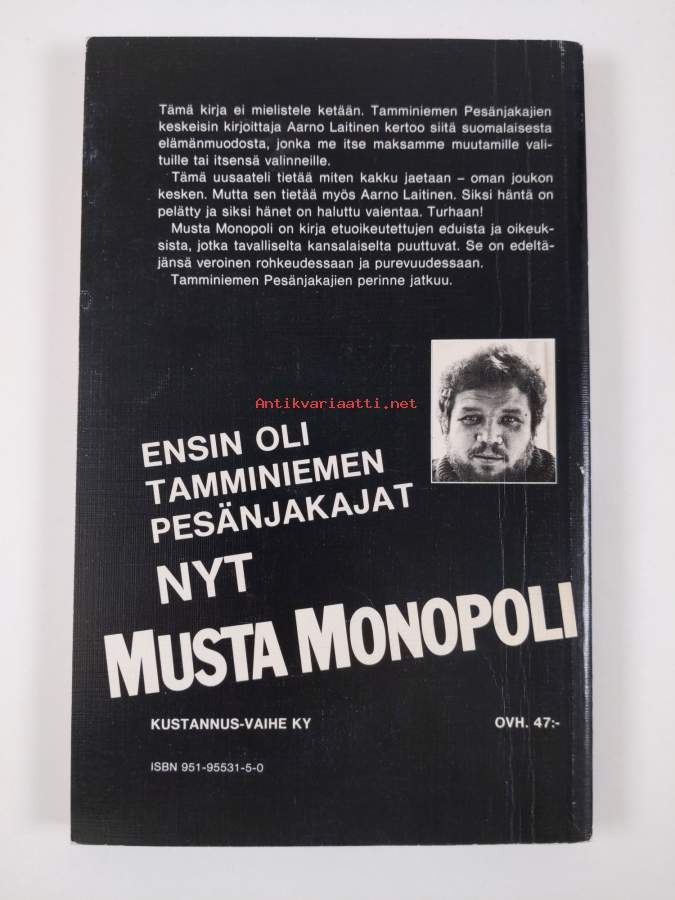 Tämä kirja ei mielistele ketään. Tamminiemen Pesänjakajien
keskeisin kirjoittaja Aarno Laitinen kertoo siitä suomalaisesta
elämänmuodosta, jonka me itse maksamme muutamille vali-
tuille tai itsensä valinneille.
Tämä uusaateli tietää miten kakku jaetaan – oman joukon
kesken. Mutta sen tietää myös Aarno Laitinen. Siksi häntä on
pelätty ja siksi hänet on haluttu vaientaa. Turhaan!
Musta Monopoli on kirja etuoikeutettujen eduista ja oikeuk-
sista, jotka tavalliselta kansalaiselta puuttuvat. Se on edeltä-
jänsä veroinen rohkeudessaan ja purevuudessaan.
Tamminiemen Pesänjakajien perinne jatkuu.
Antikvariaatti.net
ENSIN OLI
TAMMINIEMEN
PESÄNJAKAJAT
NYT
MUSTA MONOPOLI
KUSTANNUS-VAIHE KY OVH. 47:-
ISBN 951-95531-5-0